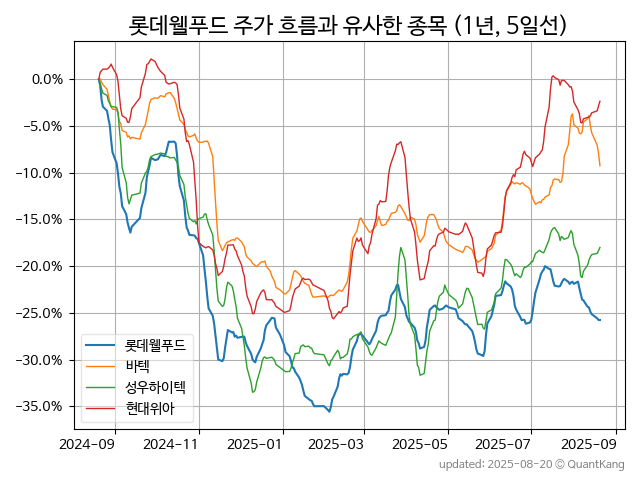 롯데웰푸드 주가 흐름과 유사한 종목 (1년, 5일선)
0.0%
−5.0%
−10.0%
−15.0%
−20.0%
−25.0%
−30.0%
−35.0%
롯데웰푸드
바텍
성우하이텍
현대위아
2024-09 2024-11 2025-01 2025-03 2025-05 2025-07 2025-09
updated: 2025-08-20 © QuantKang